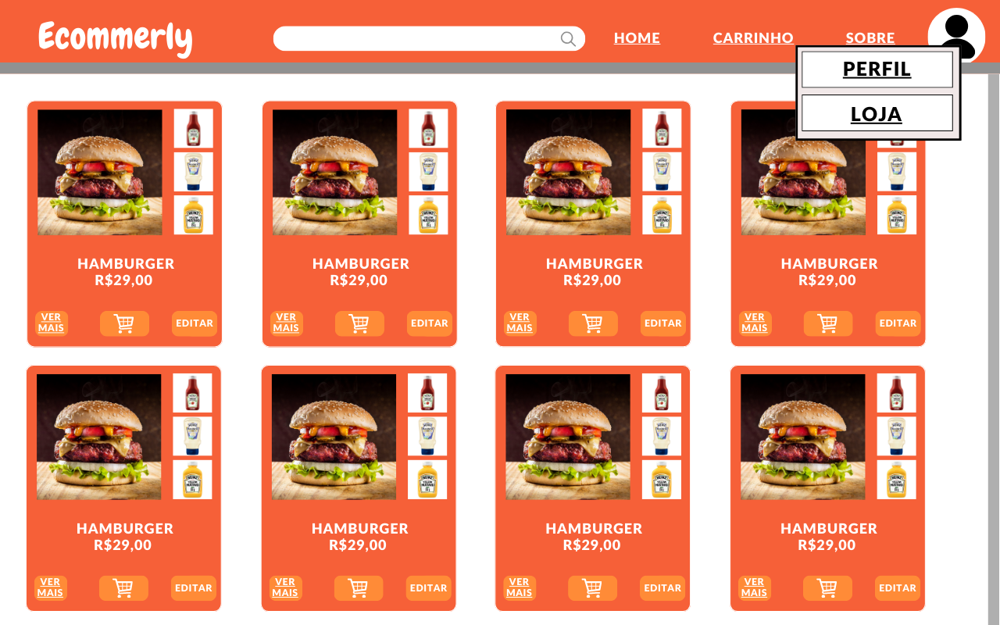 Ecommerly
HOME
CARRINHO
SOBRE
PERFIL
LOJA
HAMBURGER
R$29,00
HAMBURGER
R$29,00
HAMBURGER
R$29,00
HAMBURGER
R$29,00
VER
MAIS
EDITAR
VER
MAIS
EDITAR
VER
MAIS
EDITAR
VER
MAIS
EDITAR
HAMBURGER
R$29,00
HAMBURGER
R$29,00
HAMBURGER
R$29,00
HAMBURGER
R$29,00
VER
MAIS
EDITAR
VER
MAIS
EDITAR
VER
MAIS
EDITAR
VER
MAIS
EDITAR